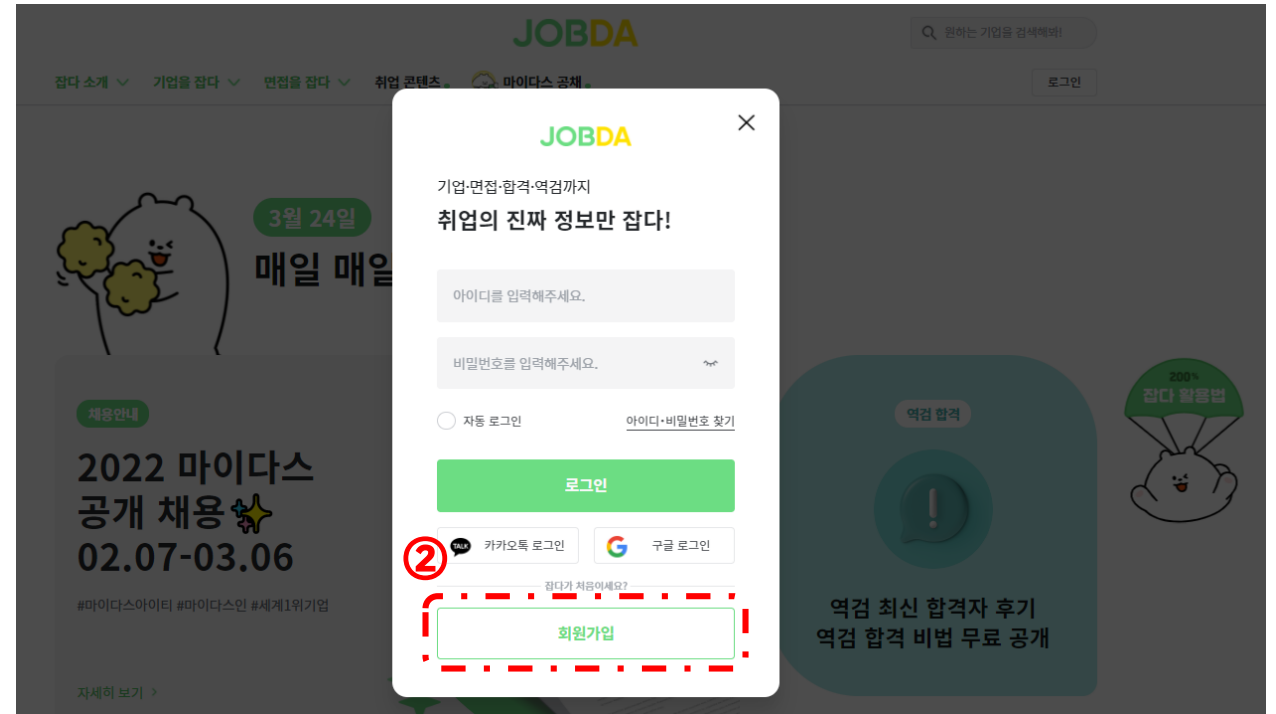 JOBDA
원하는 기업을 검색해봐!
잡다 소개 기업을 잡다 면접을 잡다 취업 콘텐츠 마이다스 공채
로그인
JOBDA
기업·면접·합격·역검까지
취업의 진짜 정보만 잡다!
아이디를 입력해주세요.
비밀번호를 입력해주세요.
자동 로그인 아이디·비밀번호 찾기
로그인
TALK 카카오톡 로그인 G 구글 로그인
②
잡다가 처음이세요?
회원가입
3월 24일
매일 매일
채용안내
2022 마이다스
공개 채용
02.07-03.06
#마이다스아이티 #마이다스인 #세계1위기업
자세히 보기 >
역검 합격
역검 최신 합격자 후기
역검 합격 비법 무료 공개
200%
잡다 활용법